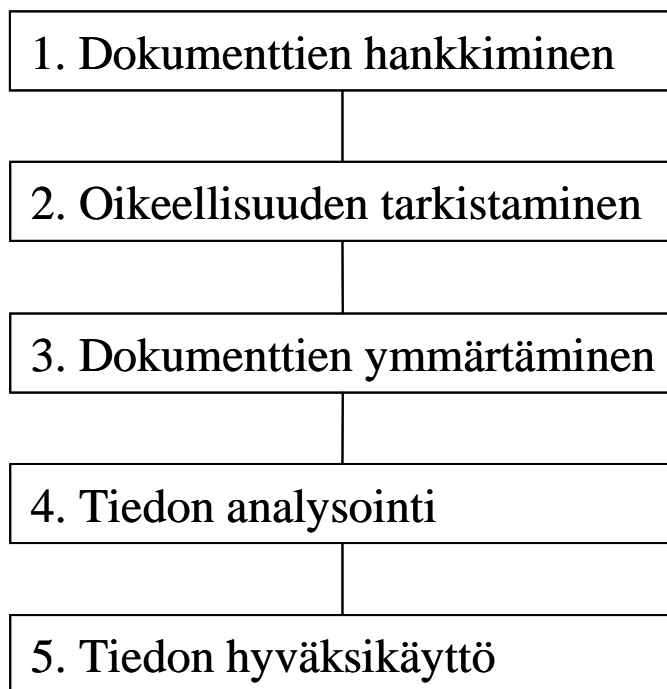 1. Dokumenttien hankkiminen
2. Oikeellisuuden tarkistaminen
3. Dokumenttien ymmärtäminen
4. Tiedon analysointi
5. Tiedon hyväksikäyttö